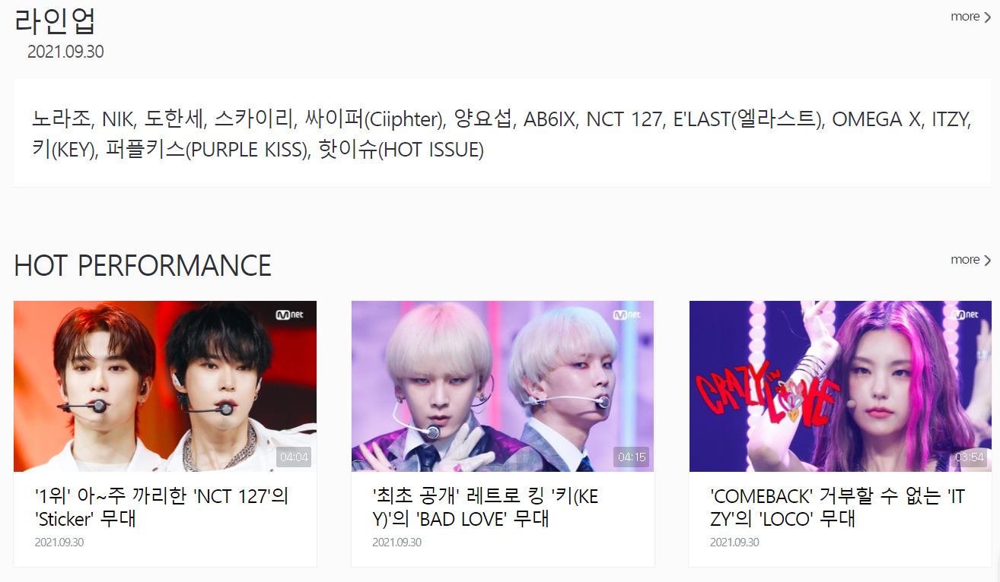 라인업
more
2021.09.30
노라조, NIK, 도한세, 스카이리, 싸이퍼(Ciiphter), 양요섭, AB6IX, NCT 127, E'LAST(엘라스트), OMEGA X, ITZY,
키(KEY), 퍼플키스(PURPLE KISS), 핫이슈(HOT ISSUE)
HOT PERFORMANCE
more
Mnet
04:04
'1위' 아~주 까리한 'NCT 127'의
'Sticker' 무대
2021.09.30
Mnet
04:15
'최초 공개' 레트로 킹 '키(KE
Y)'의 'BAD LOVE' 무대
2021.09.30
Mnet
CRAZY IN
LOVE
03:54
'COMEBACK' 거부할 수 없는 'IT
ZY'의 'LOCO' 무대
2021.09.30